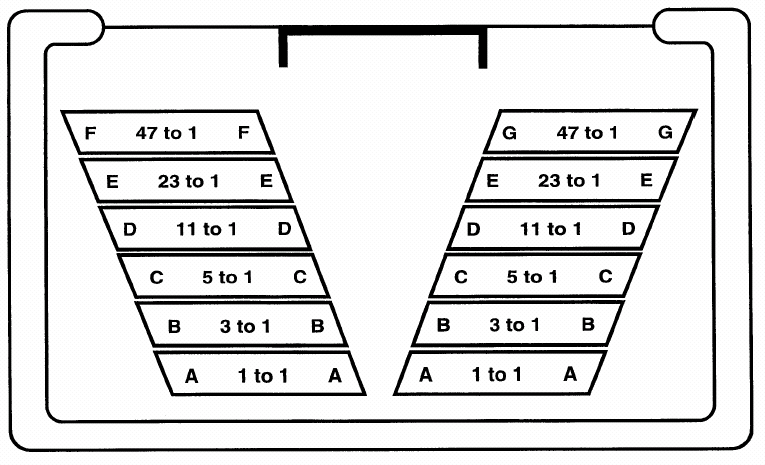 F 47 to 1 F G 47 to 1 G
E 23 to 1 E E 23 to 1 E
D 11 to 1 D D 11 to 1 D
C 5 to 1 C C 5 to 1 C
B 3 to 1 B B 3 to 1 B
A 1 to 1 A A 1 to 1 A